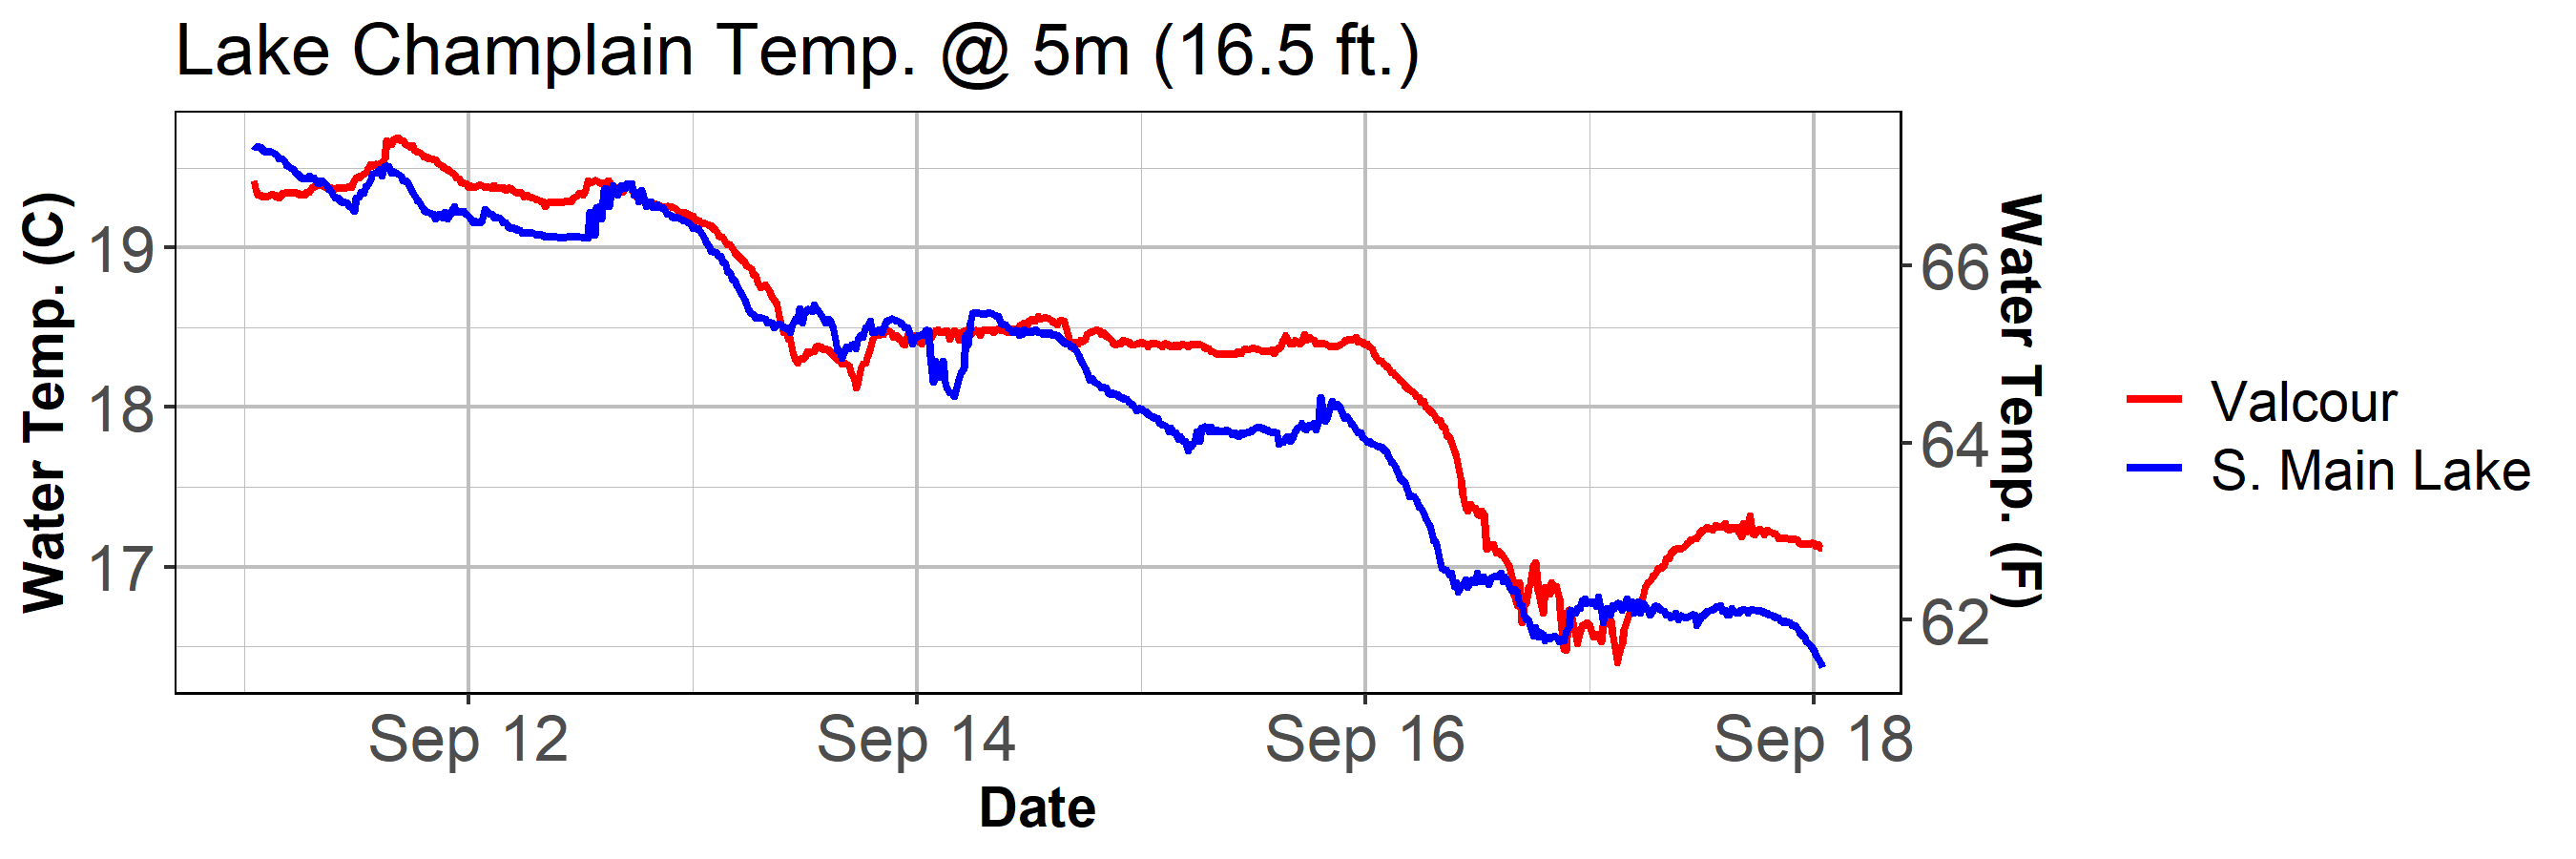 Lake Champlain Temp. @ 5m (16.5 ft.)
Water Temp. (C)
19
18
17
66
64
62
Water Temp. (F)
Valcour
S. Main Lake
Sep 12
Sep 14
Sep 16
Sep 18
Date